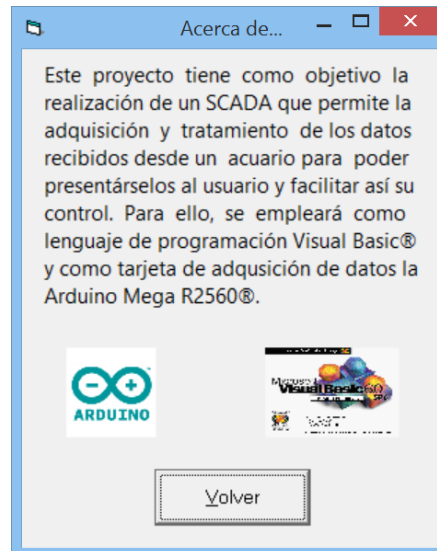 Acerca de...
Este proyecto tiene como objetivo la
realización de un SCADA que permite la
adquisición y tratamiento de los datos
recibidos desde un acuario para poder
presentárselos al usuario y facilitar así su
control. Para ello, se empleará como
lenguaje de programación Visual Basic®
y como tarjeta de adqusición de datos la
Arduino Mega R2560®.
ARDUINO
Microsoft
Visual Basic 6.0
Volver